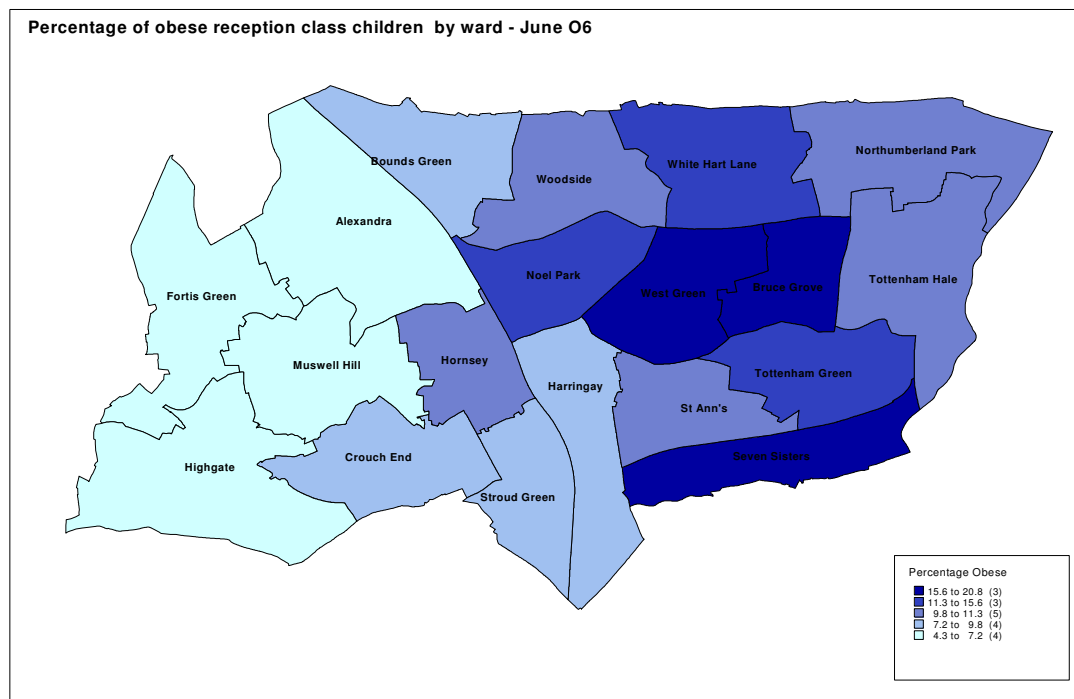 Percentage of obese reception class children by ward - June O6
Bounds Green
Woodside
White Hart Lane
Northumberland Park
Alexandra
Noel Park
West Green
Bruce Grove
Tottenham Hale
Fortis Green
Muswell Hill
Hornsey
Harringay
Tottenham Green
St Ann's
Highgate
Crouch End
Stroud Green
Seven Sisters
Percentage Obese
15.6 to 20.8 (3)
11.3 to 15.6 (3)
9.8 to 11.3 (5)
7.2 to 9.8 (4)
4.3 to 7.2 (4)